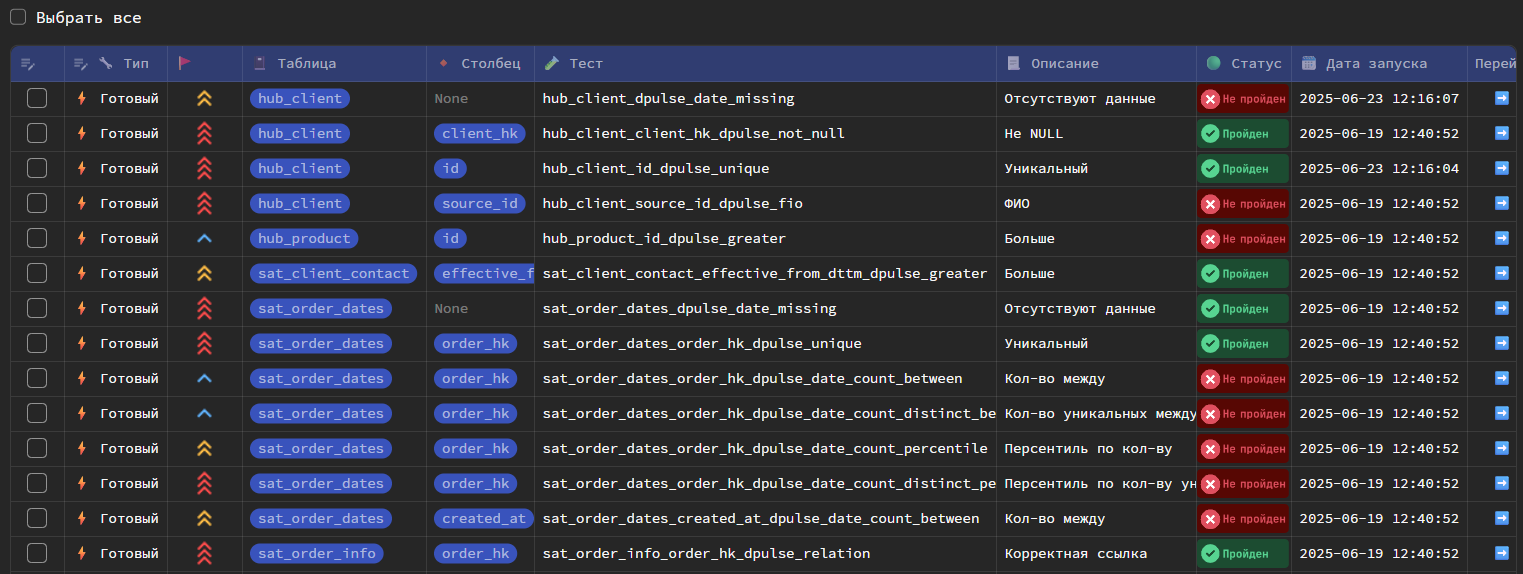 Выбрать все
Тип Таблица Столбец Тест Описание Статус Дата запуска Перей
Готовый hub_client None hub_client_dpulse_date_missing Отсутствуют данные Не пройден 2025-06-23 12:16:07
Готовый hub_client client_hk hub_client_client_hk_dpulse_not_null Не NULL Пройден 2025-06-19 12:40:52
Готовый hub_client id hub_client_id_dpulse_unique Уникальный Пройден 2025-06-23 12:16:04
Готовый hub_client source_id hub_client_source_id_dpulse_fio ФИО Не пройден 2025-06-19 12:40:52
Готовый hub_product id hub_product_id_dpulse_greater Больше Не пройден 2025-06-19 12:40:52
Готовый sat_client_contact effective_f sat_client_contact_effective_from_dttm_dpulse_greater Больше Пройден 2025-06-19 12:40:52
Готовый sat_order_dates None sat_order_dates_dpulse_date_missing Отсутствуют данные Пройден 2025-06-19 12:40:52
Готовый sat_order_dates order_hk sat_order_dates_order_hk_dpulse_unique Уникальный Пройден 2025-06-19 12:40:52
Готовый sat_order_dates order_hk sat_order_dates_order_hk_dpulse_date_count_between Кол-во между Не пройден 2025-06-19 12:40:52
Готовый sat_order_dates order_hk sat_order_dates_order_hk_dpulse_date_count_distinct_be Кол-во уникальных между Не пройден 2025-06-19 12:40:52
Готовый sat_order_dates order_hk sat_order_dates_order_hk_dpulse_date_count_percentile Персентиль по кол-ву Не пройден 2025-06-19 12:40:52
Готовый sat_order_dates order_hk sat_order_dates_order_hk_dpulse_date_count_distinct_pe Персентиль по кол-ву ун Не пройден 2025-06-19 12:40:52
Готовый sat_order_dates created_at sat_order_dates_created_at_dpulse_date_count_between Кол-во между Не пройден 2025-06-19 12:40:52
Готовый sat_order_info order_hk sat_order_info_order_hk_dpulse_relation Корректная ссылка Пройден 2025-06-19 12:40:52